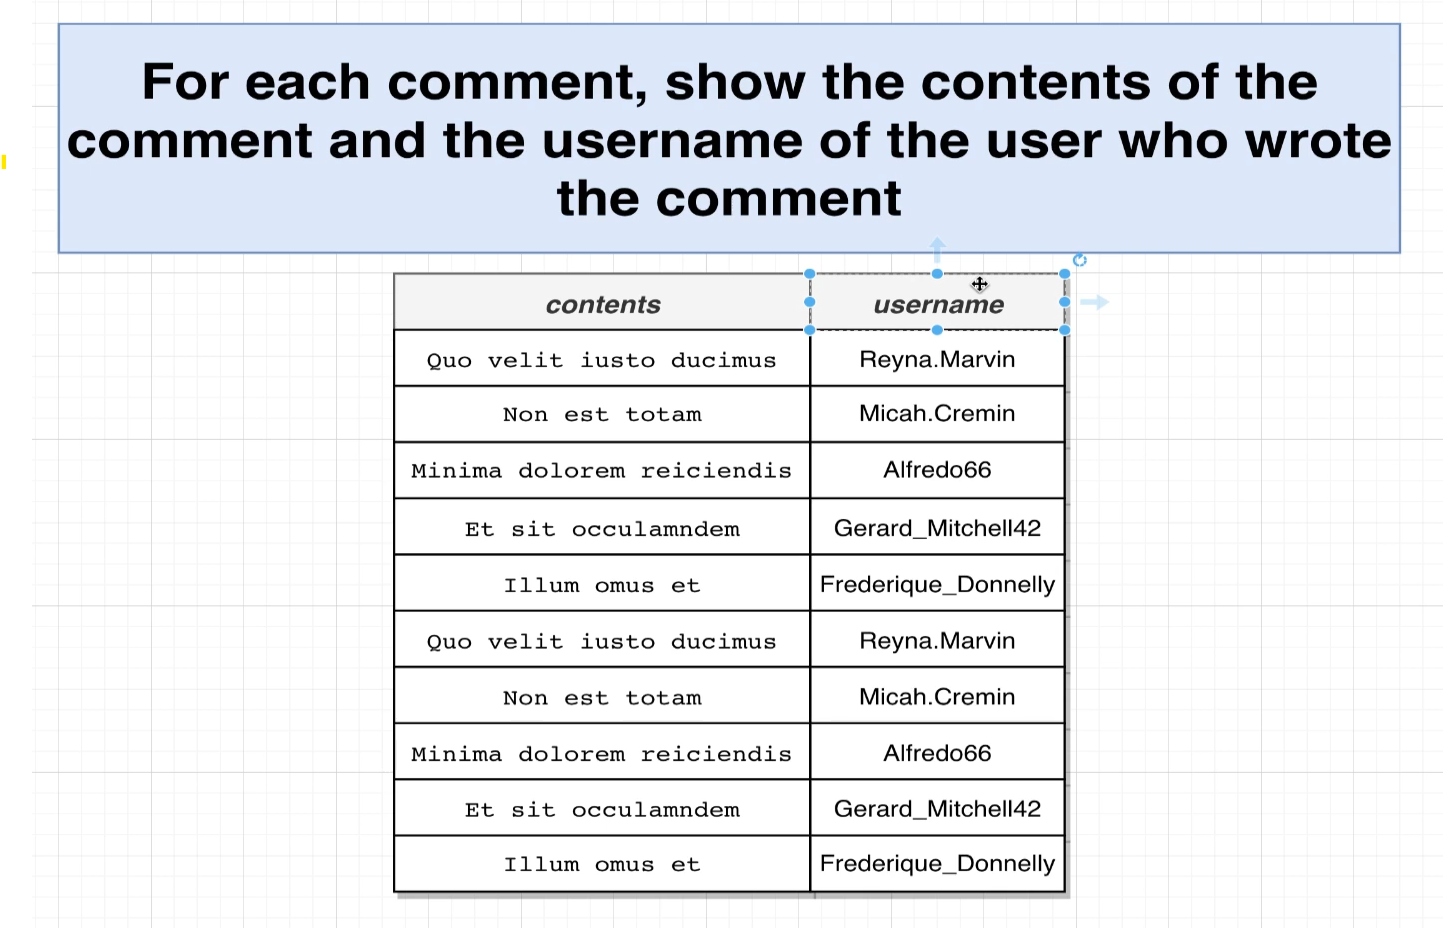 For each comment, show the contents of the
comment and the username of the user who wrote
the comment
contents username
Quo velit iusto ducimus Reyna.Marvin
Non est totam Micah.Cremin
Minima dolorem reiciendis Alfredo66
Et sit occulamndem Gerard_Mitchell42
Illum omus et Frederique_Donnelly
Quo velit iusto ducimus Reyna.Marvin
Non est totam Micah.Cremin
Minima dolorem reiciendis Alfredo66
Et sit occulamndem Gerard_Mitchell42
Illum omus et Frederique_Donnelly